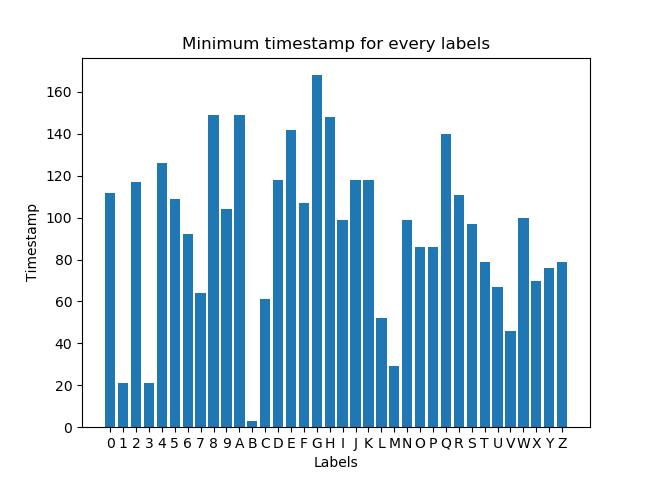 Minimum timestamp for every labels
160
140
120
100
80
60
40
20
0
Timestamp
0 1 2 3 4 5 6 7 8 9 A B C D E F G H I J K L M N O P Q R S T U V W X Y Z
Labels